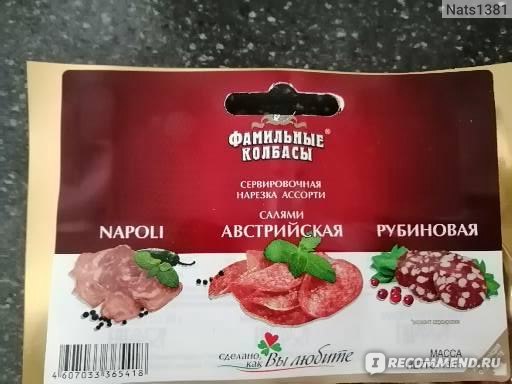 Nats1381
ФАМИЛЬНЫЕ®
КОЛБАСЫ
СЕРВИРОВОЧНАЯ
НАРЕЗКА АССОРТИ
САЛЯМИ
NAPOLI АВСТРИЙСКАЯ РУБИНОВАЯ
сделано,
как Вы любите
МАССА
4 607033 365418
IRECOMMEND.RU